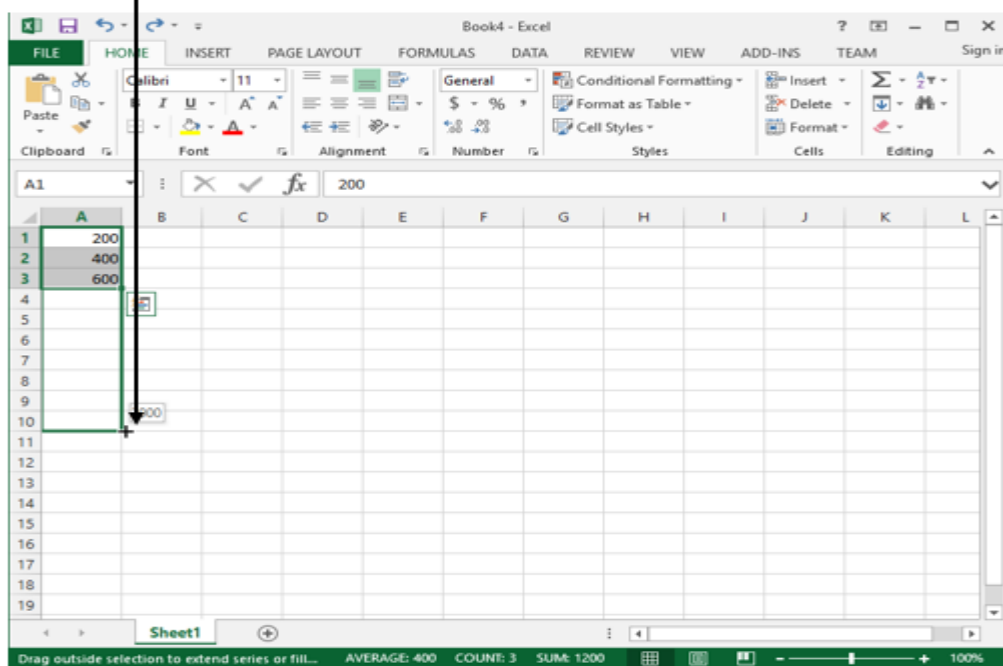 Book4 - Excel
?
FILE HOME INSERT PAGE LAYOUT FORMULAS DATA REVIEW VIEW ADD-INS TEAM Sign in
Calibri 11 General Conditional Formatting Insert
Paste B I U A A $ % , Format as Table Delete
Cell Styles Format
Clipboard Font Alignment Number Styles Cells Editing
A1 fx 200
A B C D E F G H I J K L
1 200
2 400
3 600
4
5
6
7
8
9
10
11
12
13
14
15
16
17
18
19
Sheet1
Drag outside selection to extend series or fill... AVERAGE: 400 COUNT: 3 SUM: 1200 100%